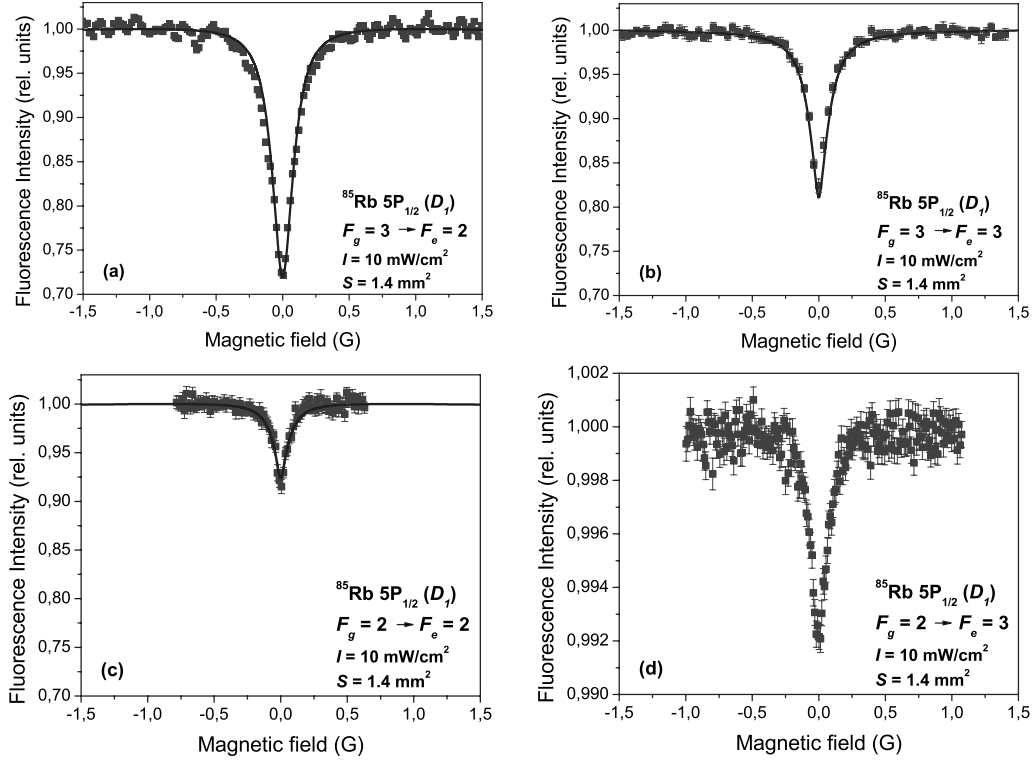 Fluorescence Intensity (rel. units)
1,00
0,95
0,90
0,85
0,80
0,75
0,70
-1,5 -1,0 -0,5 0,0 0,5 1,0 1,5
Magnetic field (G)
(a)
⁸⁵Rb 5P₁/₂ (D₁)
F_g = 3 → F_e = 2
I = 10 mW/cm²
S = 1.4 mm²
Fluorescence Intensity (rel. units)
1,00
0,95
0,90
0,85
0,80
0,75
0,70
-1,5 -1,0 -0,5 0,0 0,5 1,0 1,5
Magnetic field (G)
(b)
⁸⁵Rb 5P₁/₂ (D₁)
F_g = 3 → F_e = 3
I = 10 mW/cm²
S = 1.4 mm²
Fluorescence Intensity (rel. units)
1,00
0,95
0,90
0,85
0,80
0,75
0,70
-1,5 -1,0 -0,5 0,0 0,5 1,0 1,5
Magnetic field (G)
(c)
⁸⁵Rb 5P₁/₂ (D₁)
F_g = 2 → F_e = 2
I = 10 mW/cm²
S = 1.4 mm²
Fluorescence Intensity (rel. units)
1,002
1,000
0,998
0,996
0,994
0,992
0,990
-1,5 -1,0 -0,5 0,0 0,5 1,0 1,5
Magnetic field (G)
(d)
⁸⁵Rb 5P₁/₂ (D₁)
F_g = 2 → F_e = 3
I = 10 mW/cm²
S = 1.4 mm²